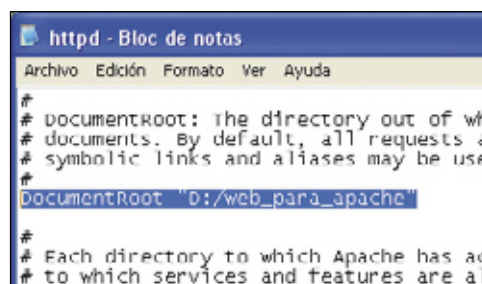 httpd - Bloc de notas
Archivo Edición Formato Ver Ayuda
#
# DocumentRoot: The directory out of wh
# documents. By default, all requests a
# symbolic links and aliases may be use
#
DocumentRoot "D:/web_para_apache"
#
# Each directory to which Apache has ac
# to which services and features are al